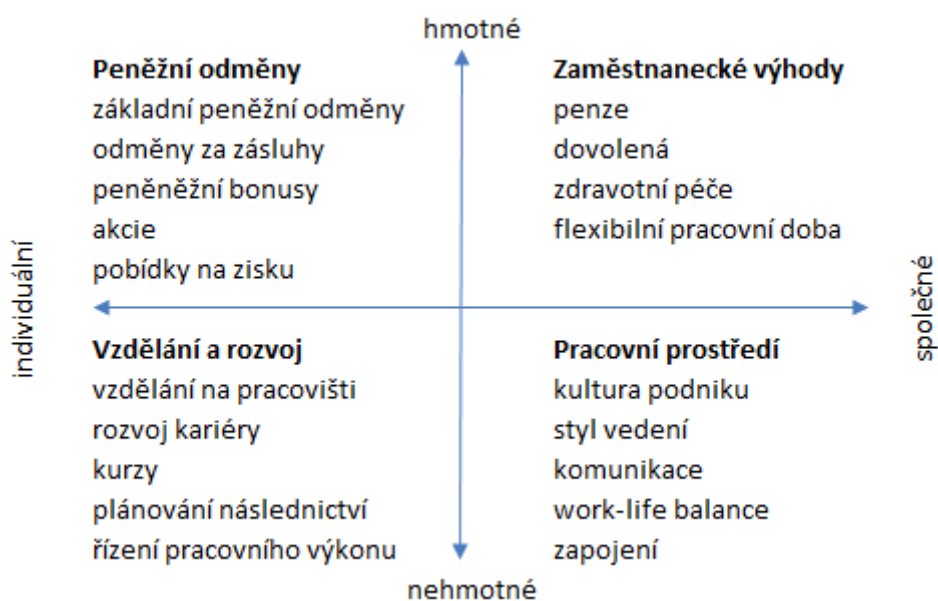 hmotné
Peněžní odměny
základní peněžní odměny
odměny za zásluhy
peněněžní bonusy
akcie
pobídky na zisku
Zaměstnanecké výhody
penze
dovolená
zdravotní péče
flexibilní pracovní doba
individuální
společné
Vzdělání a rozvoj
vzdělání na pracovišti
rozvoj kariéry
kurzy
plánování následnictví
řízení pracovního výkonu
Pracovní prostředí
kultura podniku
styl vedení
komunikace
work-life balance
zapojení
nehmotné